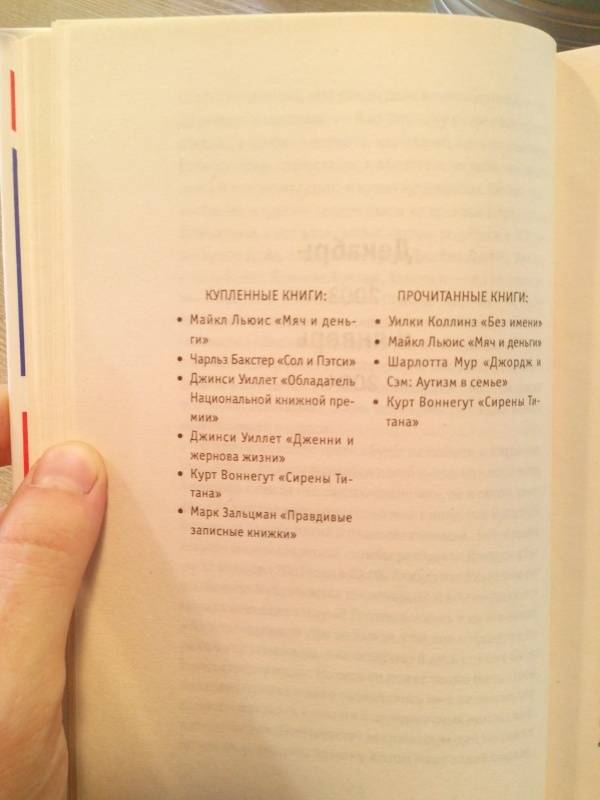 КУПЛЕННЫЕ КНИГИ:
• Майкл Льюис «Мяч и день-
ги»
• Чарльз Бакстер «Сол и Пэтси»
• Джинси Уиллет «Обладатель
Национальной книжной пре-
мии»
• Джинси Уиллет «Дженни и
жернова жизни»
• Курт Воннегут «Сирены Ти-
тана»
• Марк Зальцман «Правдивые
записные книжки»
ПРОЧИТАННЫЕ КНИГИ:
• Уилки Коллинз «Без имени»
• Майкл Льюис «Мяч и деньги»
• Шарлотта Мур «Джордж и
Сэм: Аутизм в семье»
• Курт Воннегут «Сирены Ти-
тана»